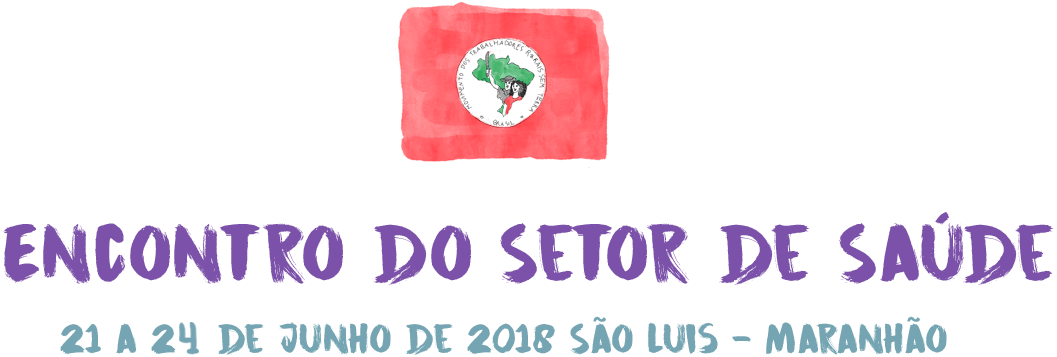 MOVIMENTO DOS TRABALHADORES RURAIS SEM TERRA
BRASIL
ENCONTRO DO SETOR DE SAÚDE
21 A 24 DE JUNHO DE 2018 SÃO LUIS - MARANHÃO